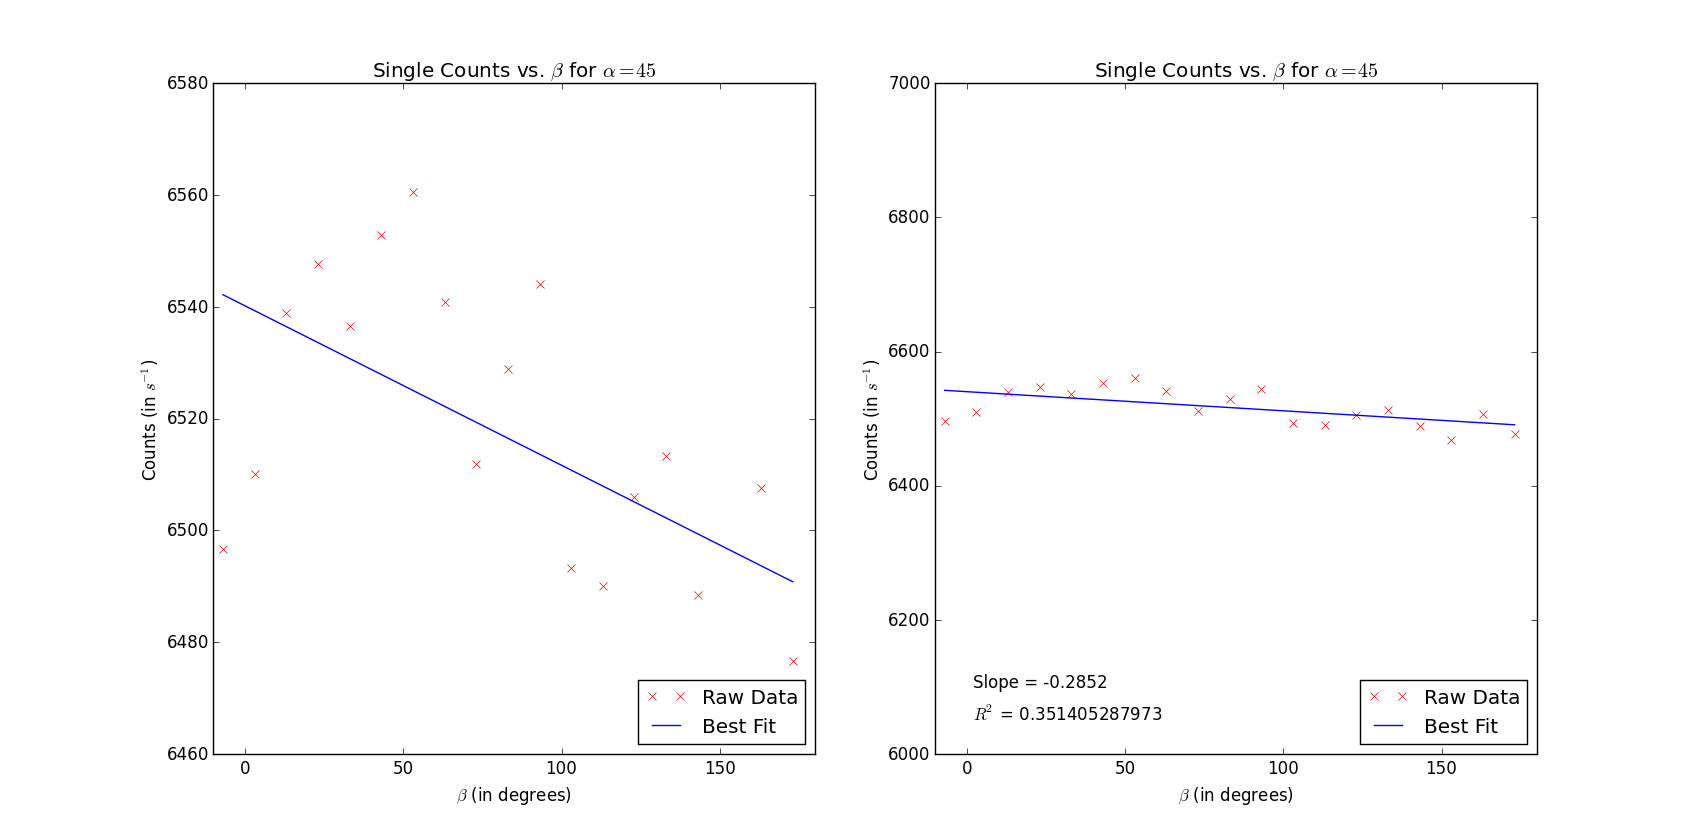 Single Counts vs. β for α=45
6580
6560
6540
6520
6500
6480
6460
Counts (in s⁻¹)
0 50 100 150
β (in degrees)
Raw Data
Best Fit
Single Counts vs. β for α=45
7000
6800
6600
6400
6200
6000
Counts (in s⁻¹)
Slope = -0.2852
R² = 0.351405287973
0 50 100 150
β (in degrees)
Raw Data
Best Fit